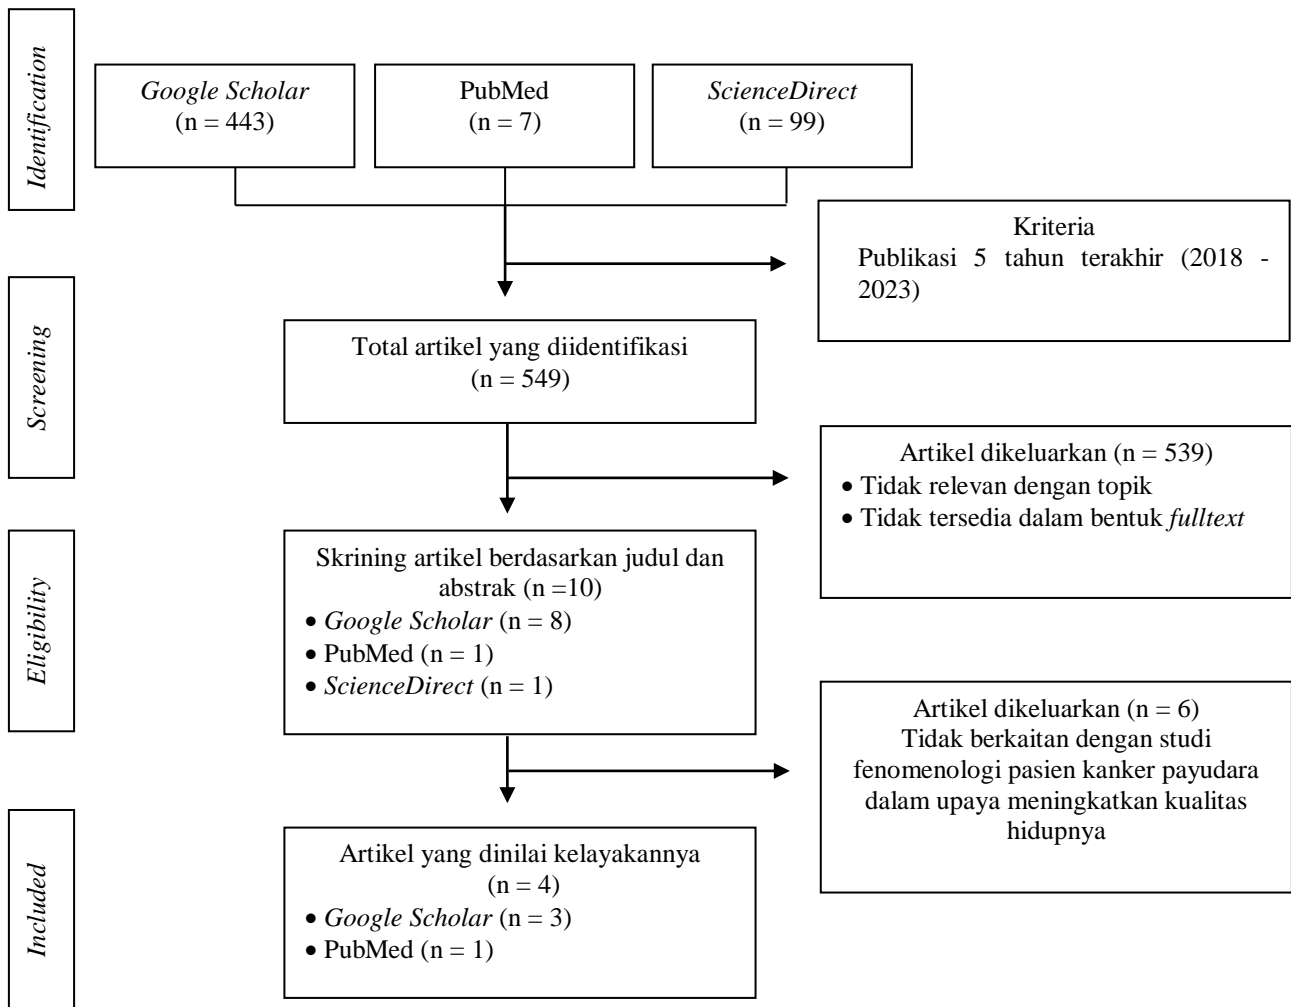 Identification
Google Scholar
(n = 443)
PubMed
(n = 7)
ScienceDirect
(n = 99)
Kriteria
Publikasi 5 tahun terakhir (2018 -
2023)
Screening
Total artikel yang diidentifikasi
(n = 549)
Artikel dikeluarkan (n = 539)
• Tidak relevan dengan topik
• Tidak tersedia dalam bentuk fulltext
Eligibility
Skrining artikel berdasarkan judul dan
abstrak (n =10)
• Google Scholar (n = 8)
• PubMed (n = 1)
• ScienceDirect (n = 1)
Artikel dikeluarkan (n = 6)
Tidak berkaitan dengan studi
fenomenologi pasien kanker payudara
dalam upaya meningkatkan kualitas
hidupnya
Included
Artikel yang dinilai kelayakannya
(n = 4)
• Google Scholar (n = 3)
• PubMed (n = 1)